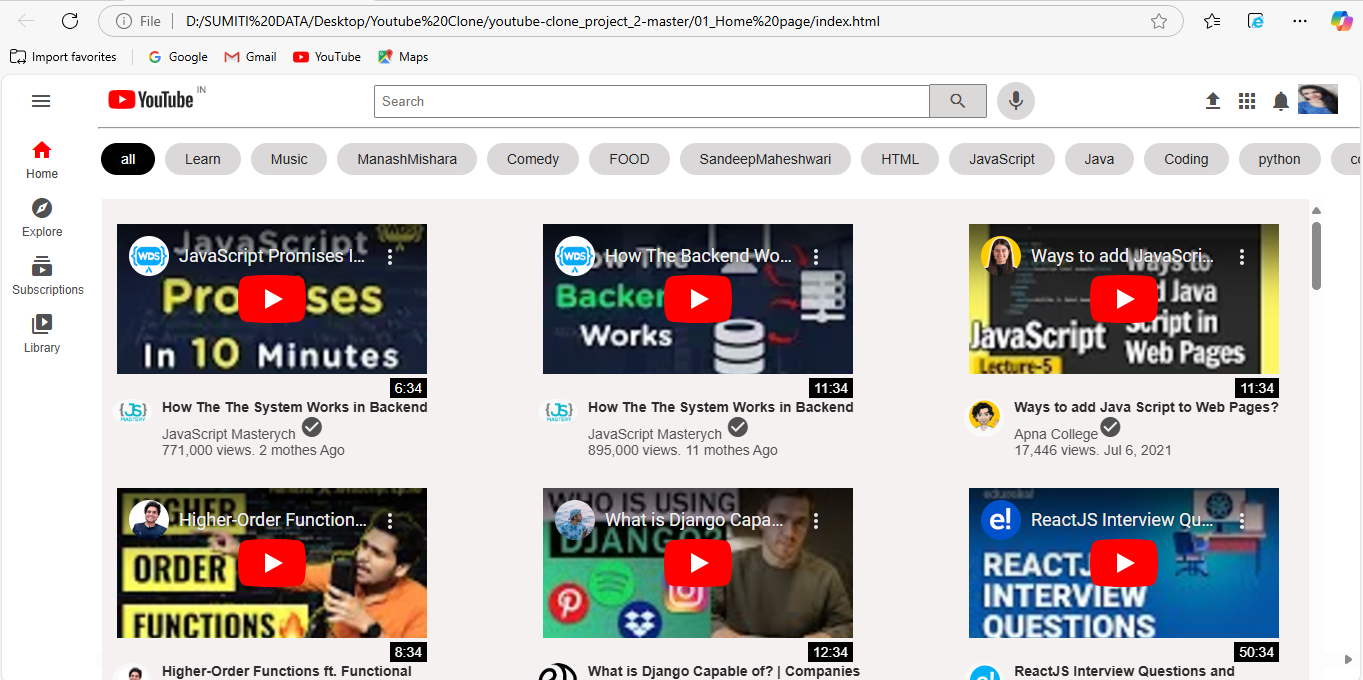 File D:/SUMITI%20DATA/Desktop/Youtube%20Clone/youtube-clone_project_2-master/01_Home%20page/index.html
Import favorites Google Gmail YouTube Maps
YouTube IN Search
Home
Explore
Subscriptions
Library
all Learn Music ManashMishara Comedy FOOD SandeepMaheshwari HTML JavaScript Java Coding python
JavaScript Promises I...
JavaScript
Promises
In 10 Minutes
6:34
How The The System Works in Backend
JavaScript Masterych
771,000 views. 2 mothes Ago
How The Backend Wo...
Works
11:34
How The The System Works in Backend
JavaScript Masterych
895,000 views. 11 mothes Ago
Ways to add JavaScri...
Ways to
Java
JavaScript Script in
Web Pages
Lecture-5
11:34
Ways to add Java Script to Web Pages?
Apna College
17,446 views. Jul 6, 2021
Higher-Order Function...
HIGHER
ORDER
FUNCTIONS
8:34
Higher-Order Functions ft. Functional
What is Django Capa...
WHO IS USING
DJANGO?
12:34
What is Django Capable of? | Companies
edureka!
ReactJS Interview Qu...
INTERVIEW
QUESTIONS
50:34
ReactJS Interview Questions and